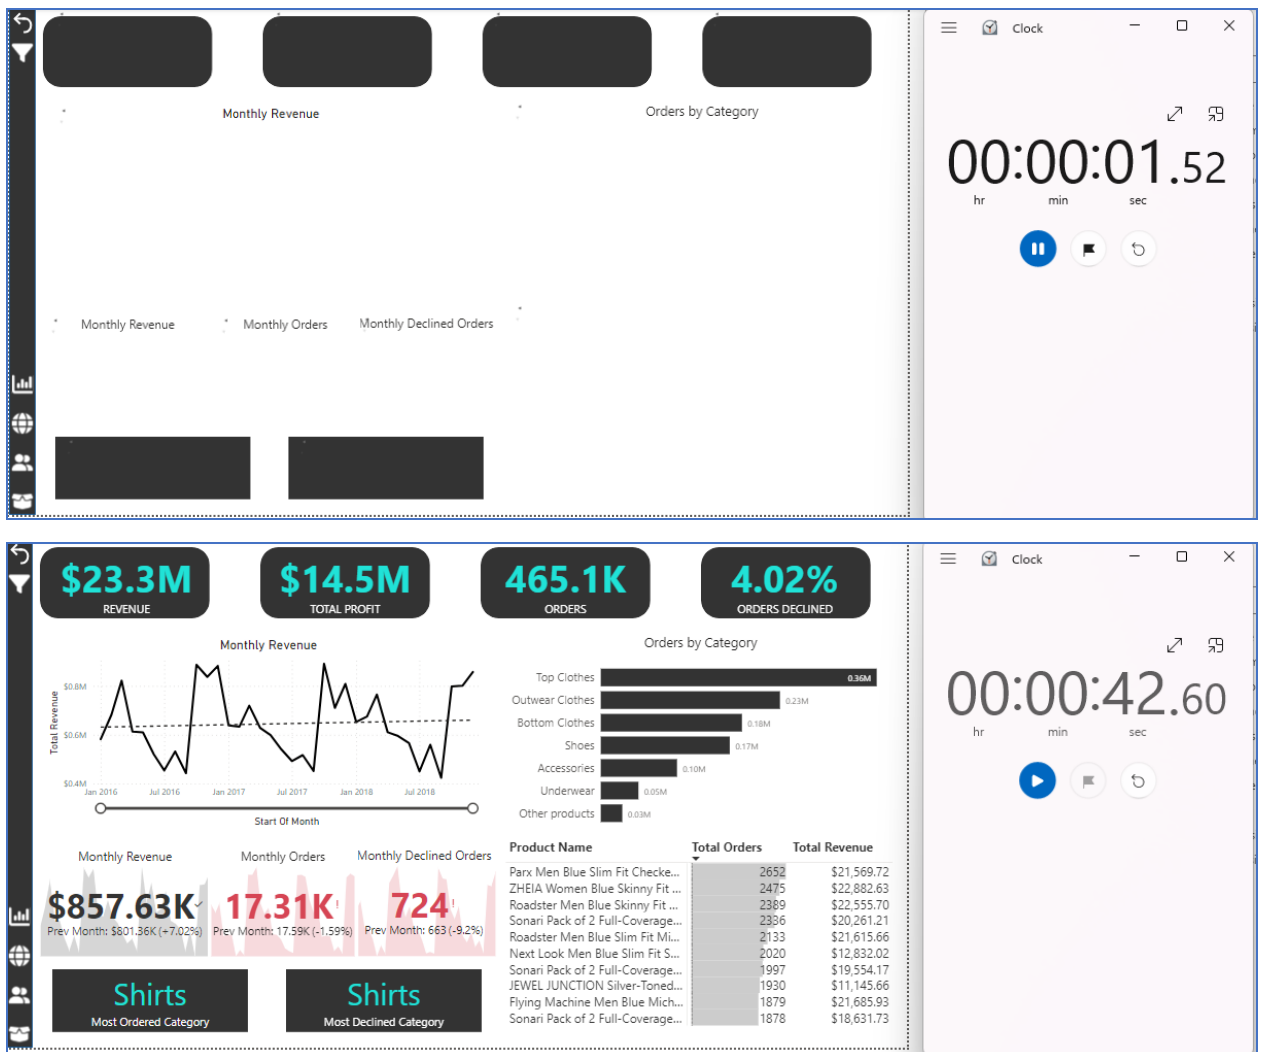 Clock
Monthly Revenue
Orders by Category
00:00:01.52
hr min sec
Monthly Revenue
Monthly Orders
Monthly Declined Orders
$23.3M
REVENUE
$14.5M
TOTAL PROFIT
465.1K
ORDERS
4.02%
ORDERS DECLINED
Clock
00:00:42.60
hr min sec
Monthly Revenue
Total Revenue
$0.8M
$0.6M
$0.4M
Jan 2016 Jul 2016 Jan 2017 Jul 2017 Jan 2018 Jul 2018
Start Of Month
Orders by Category
Top Clothes 0.36M
Outwear Clothes 0.23M
Bottom Clothes 0.18M
Shoes 0.17M
Accessories 0.10M
Underwear 0.05M
Other products 0.03M
Monthly Revenue
$857.63K✓
Prev Month: $801.36K (+7.02%)
Monthly Orders
17.31K!
Prev Month: 17.59K (-1.59%)
Monthly Declined Orders
724!
Prev Month: 663 (-9.2%)
Shirts
Most Ordered Category
Shirts
Most Declined Category
Product Name Total Orders Total Revenue
Parx Men Blue Slim Fit Checke... 2652 $21,569.72
ZHEIA Women Blue Skinny Fit ... 2475 $22,882.63
Roadster Men Blue Skinny Fit ... 2389 $22,555.70
Sonari Pack of 2 Full-Coverage... 2336 $20,261.21
Roadster Men Blue Slim Fit Mi... 2133 $21,615.66
Next Look Men Blue Slim Fit S... 2020 $12,832.02
Sonari Pack of 2 Full-Coverage... 1997 $19,554.17
JEWEL JUNCTION Silver-Toned... 1930 $11,145.66
Flying Machine Men Blue Mich... 1879 $21,685.93
Sonari Pack of 2 Full-Coverage... 1878 $18,631.73